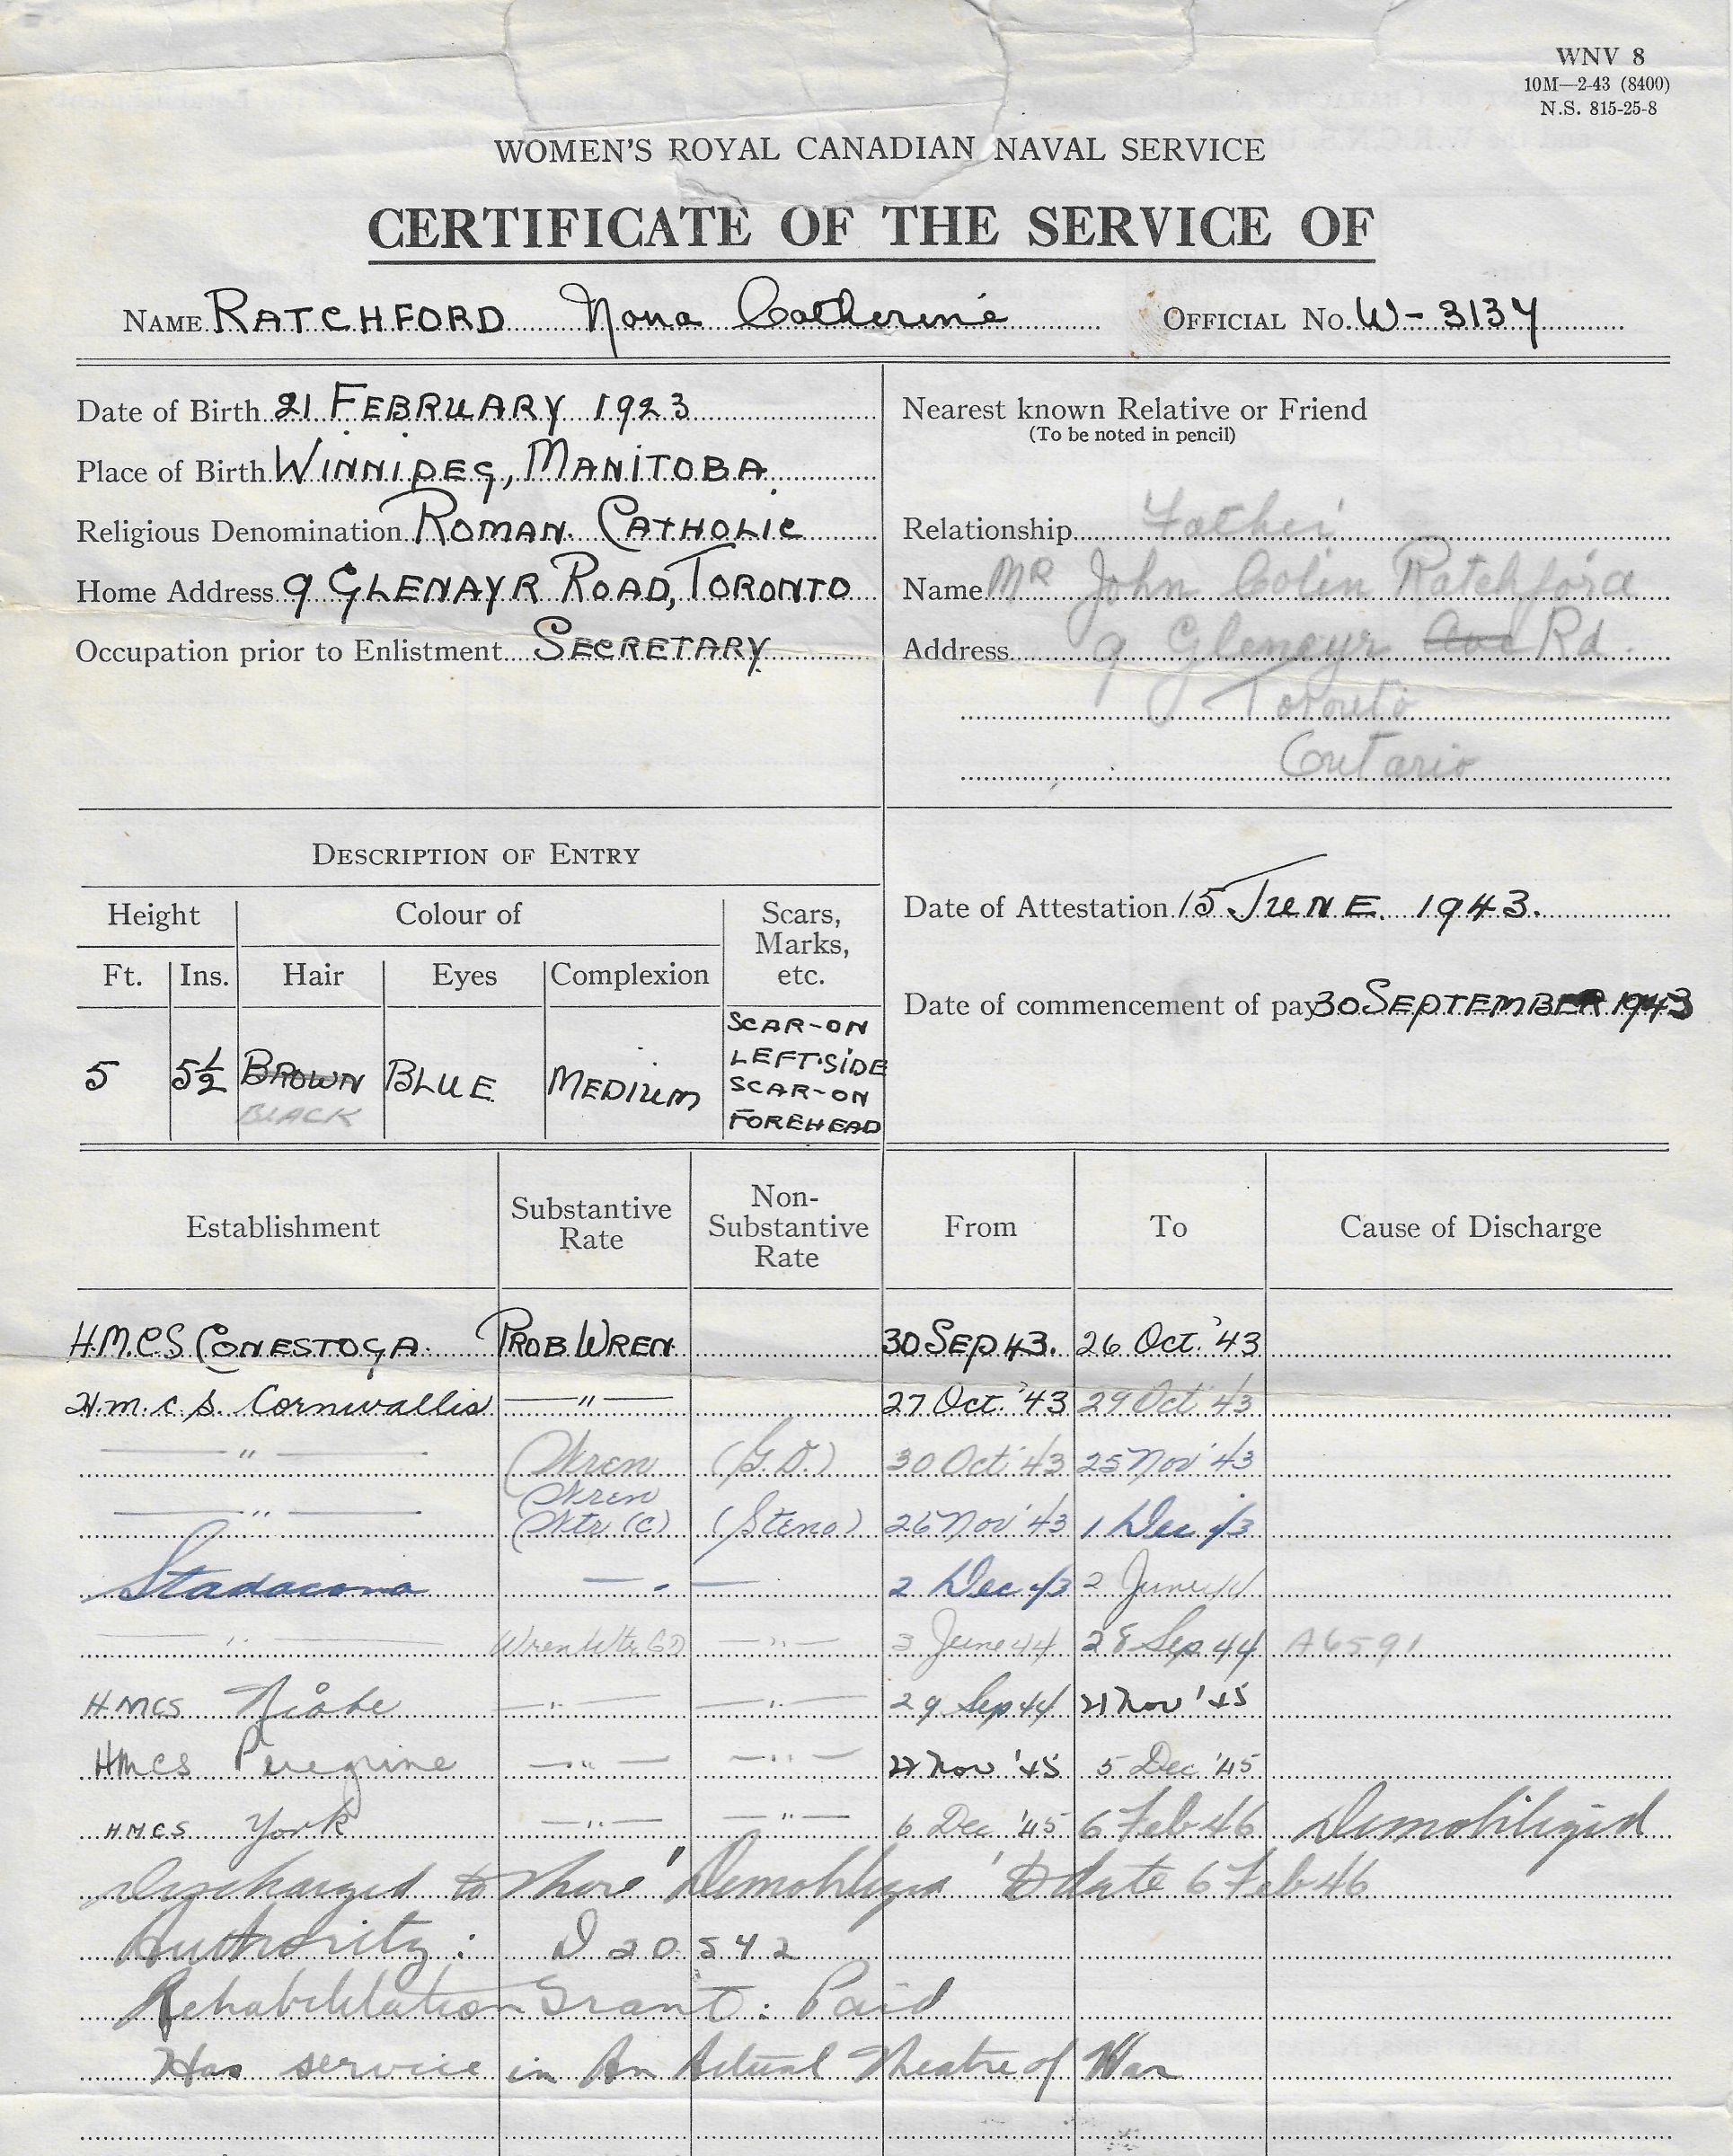 WNV 8
10M—2-43 (8400)
N.S. 815-25-8
WOMEN'S ROYAL CANADIAN NAVAL SERVICE
CERTIFICATE OF THE SERVICE OF
NAME RATCHFORD Nona Catherine OFFICIAL No. W-3134
Date of Birth 21 FEBRUARY 1923
Place of Birth WINNIPEG, MANITOBA
Religious Denomination ROMAN CATHOLIC
Home Address 9 GLENAYR ROAD, TORONTO
Occupation prior to Enlistment SECRETARY
Nearest known Relative or Friend
(To be noted in pencil)
Relationship Father
Name MR John Colin Ratchford
Address 9 Glenayr Ave Rd.
Toronto
Ontario
DESCRIPTION OF ENTRY
Height Colour of Scars, Marks, etc.
Ft. Ins. Hair Eyes Complexion
5 5½ BROWN BLACK BLUE MEDIUM
SCAR-ON
LEFT·SIDE
SCAR-ON
FOREHEAD
Date of Attestation 15 JUNE 1943.
Date of commencement of pay 30 SEPTEMBER 1943
Establishment Substantive Rate Non-Substantive Rate From To Cause of Discharge
H.M.C.S. CONESTOGA PROB WREN 30 SEP 43. 26 Oct. '43
H.M.C.S. Cornwallis —"— 27 Oct. '43 29 Oct '43
—"— Wren (G.D.) 30 Oct '43 25 Nov '43
—"— Wren Wtr (C) (Steno) 26 Nov '43 1 Dec 43
Stadacona — " — 2 Dec 43 2 June 44
—"— Wren Wtr —"— 3 June 44 28 Sep 44 A6591
HMCS Niobe —"— —"— 29 Sep 44 21 Nov '45
HMCS Peregrine —"— —"— 22 Nov '45 5 Dec '45
HMCS York —"— —"— 6 Dec '45 6 Feb 46 Demobilized
Discharged to Shore 'Demobilized' date 6 Feb 46
Authority: D 20542
Rehabilitation Grant: Paid
Has service in An Actual Theatre of War